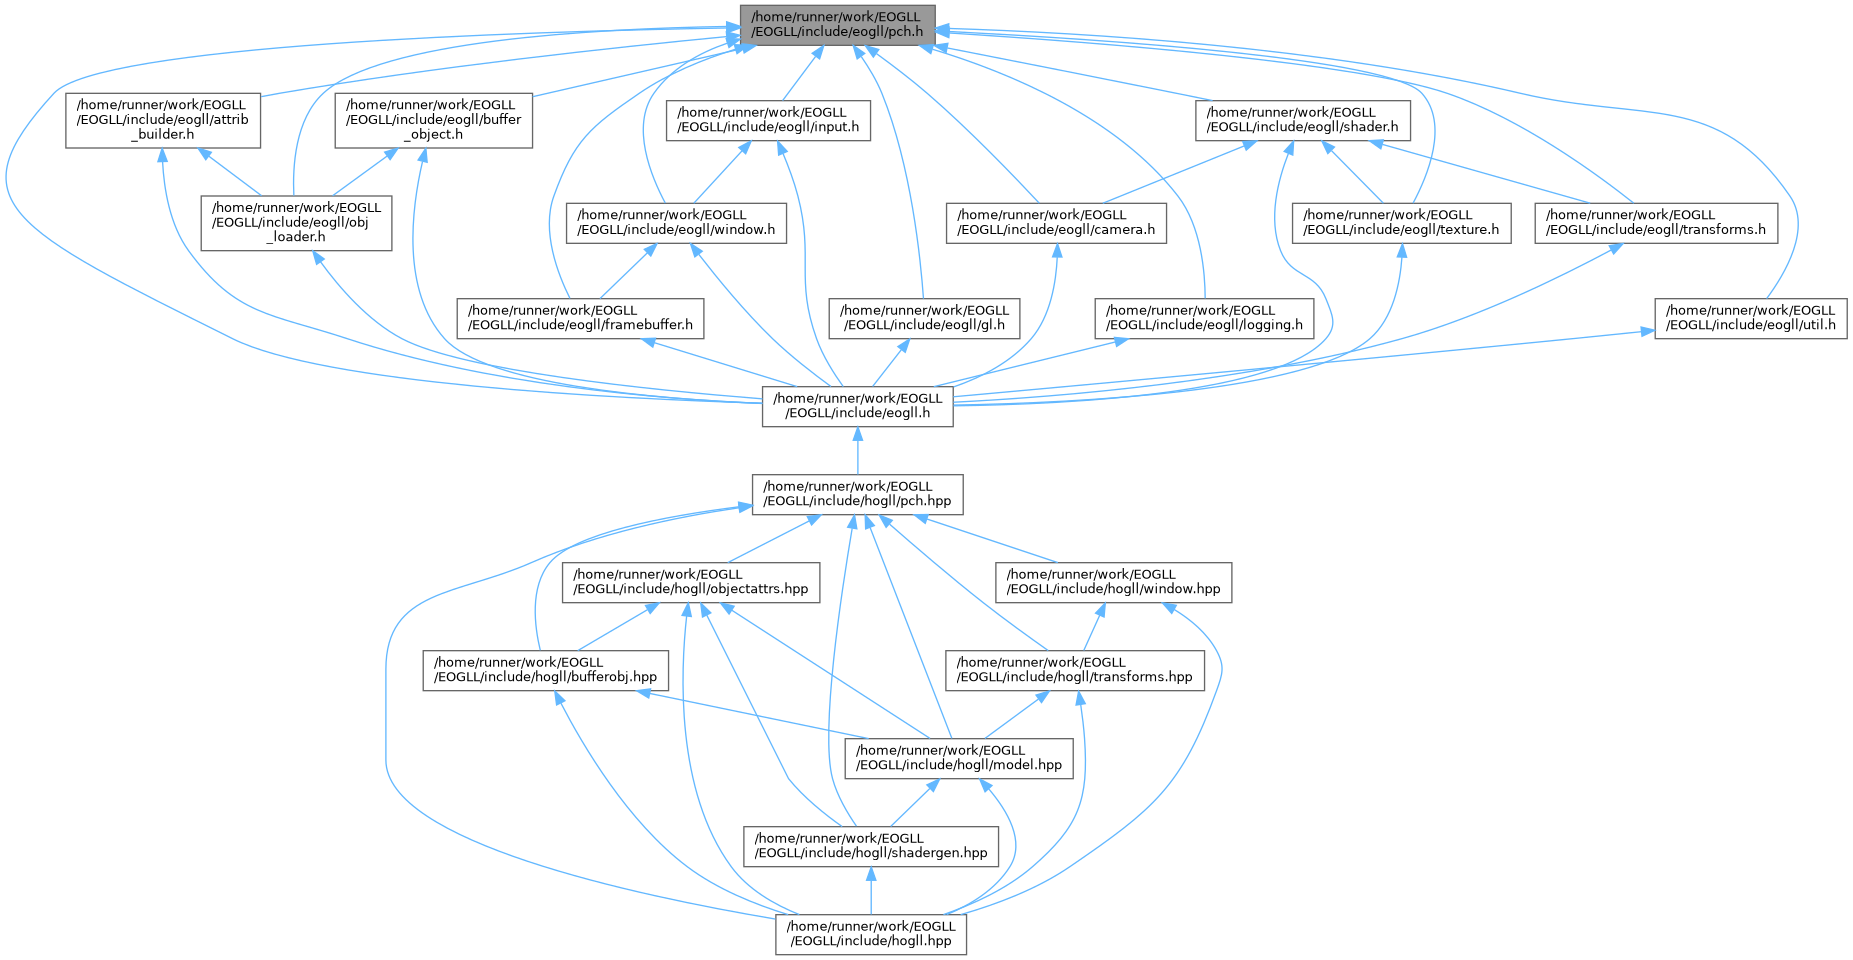 /home/runner/work/EOGLL
/EOGLL/include/eogll/pch.h
/home/runner/work/EOGLL
/EOGLL/include/eogll/attrib
_builder.h
/home/runner/work/EOGLL
/EOGLL/include/eogll/buffer
_object.h
/home/runner/work/EOGLL
/EOGLL/include/eogll/input.h
/home/runner/work/EOGLL
/EOGLL/include/eogll/shader.h
/home/runner/work/EOGLL
/EOGLL/include/eogll/obj
_loader.h
/home/runner/work/EOGLL
/EOGLL/include/eogll/window.h
/home/runner/work/EOGLL
/EOGLL/include/eogll/camera.h
/home/runner/work/EOGLL
/EOGLL/include/eogll/texture.h
/home/runner/work/EOGLL
/EOGLL/include/eogll/transforms.h
/home/runner/work/EOGLL
/EOGLL/include/eogll/framebuffer.h
/home/runner/work/EOGLL
/EOGLL/include/eogll/gl.h
/home/runner/work/EOGLL
/EOGLL/include/eogll/logging.h
/home/runner/work/EOGLL
/EOGLL/include/eogll/util.h
/home/runner/work/EOGLL
/EOGLL/include/eogll.h
/home/runner/work/EOGLL
/EOGLL/include/hogll/pch.hpp
/home/runner/work/EOGLL
/EOGLL/include/hogll/objectattrs.hpp
/home/runner/work/EOGLL
/EOGLL/include/hogll/window.hpp
/home/runner/work/EOGLL
/EOGLL/include/hogll/bufferobj.hpp
/home/runner/work/EOGLL
/EOGLL/include/hogll/transforms.hpp
/home/runner/work/EOGLL
/EOGLL/include/hogll/model.hpp
/home/runner/work/EOGLL
/EOGLL/include/hogll/shadergen.hpp
/home/runner/work/EOGLL
/EOGLL/include/hogll.hpp